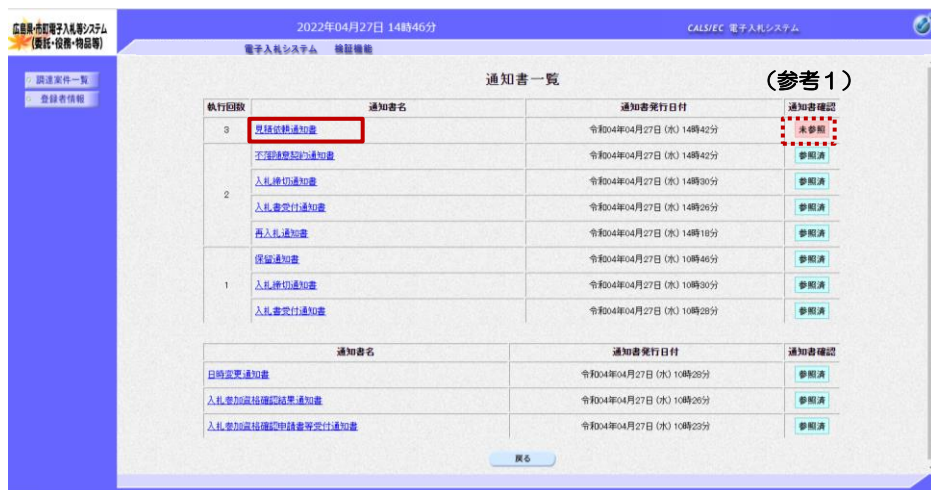 広島県・市町電子入札等システム
(委託・役務・物品等)
2022年04月27日 14時46分
CALS/EC 電子入札システム
電子入札システム 検証機能
調達案件一覧
登録者情報
通知書一覧
(参考1)
執行回数 通知書名 通知書発行日付 通知書確認
3 見積依頼通知書 令和04年04月27日 (水) 14時42分 未参照
不落随意契約通知書 令和04年04月27日 (水) 14時42分 参照済
入札締切通知書 令和04年04月27日 (水) 14時30分 参照済
2
入札書受付通知書 令和04年04月27日 (水) 14時26分 参照済
再入札通知書 令和04年04月27日 (水) 14時18分 参照済
保留通知書 令和04年04月27日 (水) 10時46分 参照済
1 入札締切通知書 令和04年04月27日 (水) 10時30分 参照済
入札書受付通知書 令和04年04月27日 (水) 10時28分 参照済
通知書名 通知書発行日付 通知書確認
日時変更通知書 令和04年04月27日 (水) 10時28分 参照済
入札参加資格確認結果通知書 令和04年04月27日 (水) 10時26分 参照済
入札参加資格確認申請書等受付通知書 令和04年04月27日 (水) 10時23分 参照済
戻る